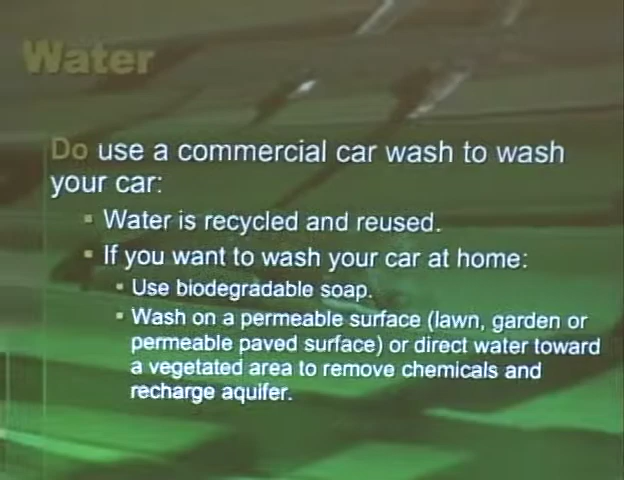 Water
Do use a commercial car wash to wash
your car:
Water is recycled and reused.
If you want to wash your car at home:
Use biodegradable soap.
Wash on a permeable surface (lawn, garden or
permeable paved surface) or direct water toward
a vegetated area to remove chemicals and
recharge aquifer.